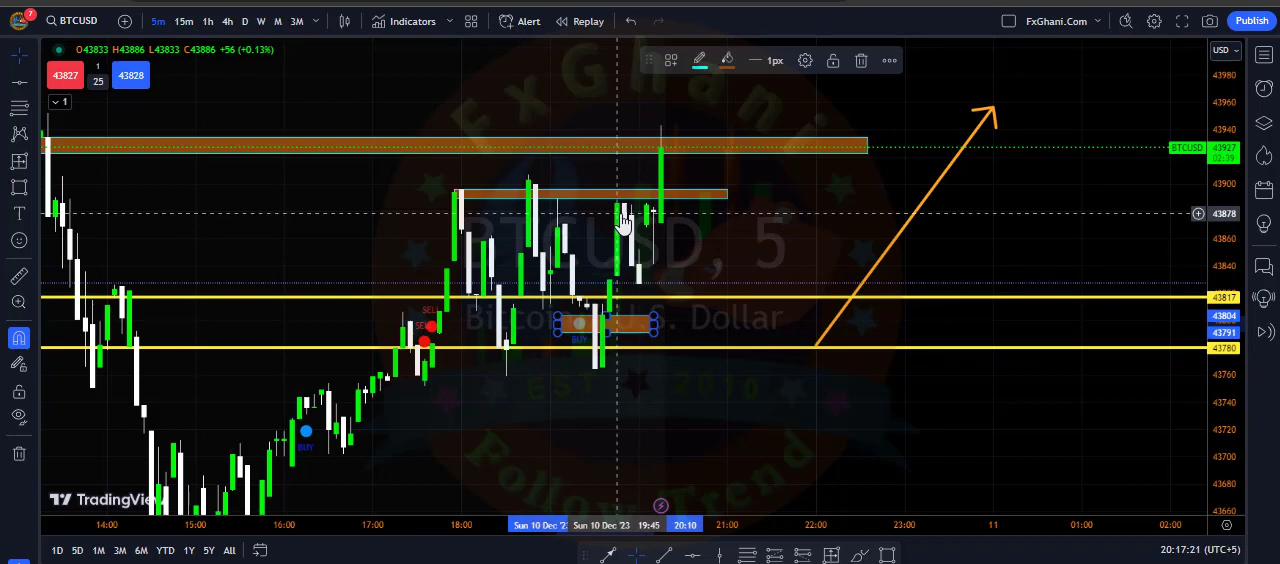 7 BTCUSD 5m 15m 1h 4h D W M 3M Indicators Alert Replay FxGhani.Com Publish
O43833 H43886 L43833 C43886 +56 (+0.13%) 1px USD
43827 1 25 43828
1
43980
43960
43940
BTCUSD 43927
02:39
43900
43878
43860
43840
43817
43804
43791
43780
43760
43740
43720
43700
43680
43660
FxGhani
BTCUSD, 5
Bitcoin U.S. Dollar
SELL
BUY
BUY
EST 2010
Follow Trend
TradingView
14:00 15:00 16:00 17:00 18:00 Sun 10 Dec '23 Sun 10 Dec '23 19:45 20:10 21:00 22:00 23:00 11 01:00 02:00
1D 5D 1M 3M 6M YTD 1Y 5Y All 20:17:21 (UTC+5)